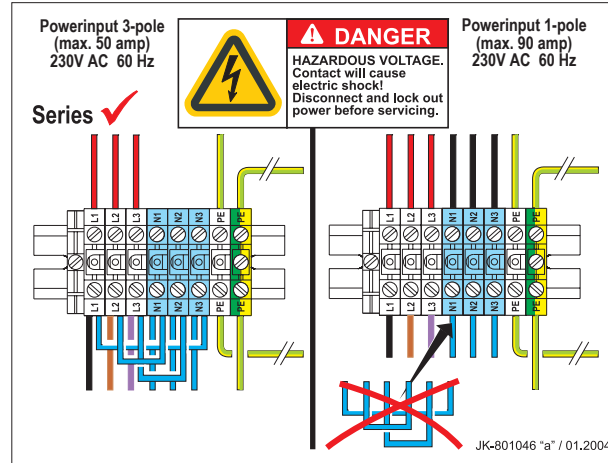 Powerinput 3-pole
(max. 50 amp)
230V AC  60 Hz
Series
DANGER
HAZARDOUS VOLTAGE.
Contact will cause
electric shock!
Disconnect and lock out
power before servicing.
Powerinput 1-pole
(max. 90 amp)
230V AC  60 Hz
L1 L2 L3 N1 N2 N3 PE PE
L1 L2 L3 N1 N2 N3 PE PE
L1 L2 L3 N1 N2 N3 PE PE
L1 L2 L3 N1 N2 N3 PE PE
JK-801046 "a" / 01.2004